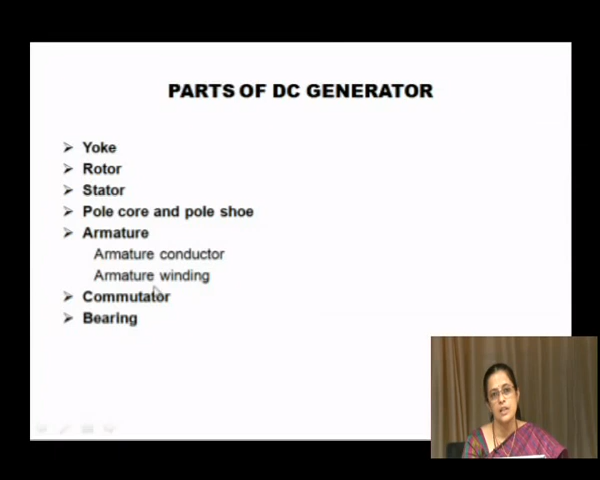 PARTS OF DC GENERATOR
➢ Yoke
➢ Rotor
➢ Stator
➢ Pole core and pole shoe
➢ Armature
Armature conductor
Armature winding
➢ Commutator
➢ Bearing